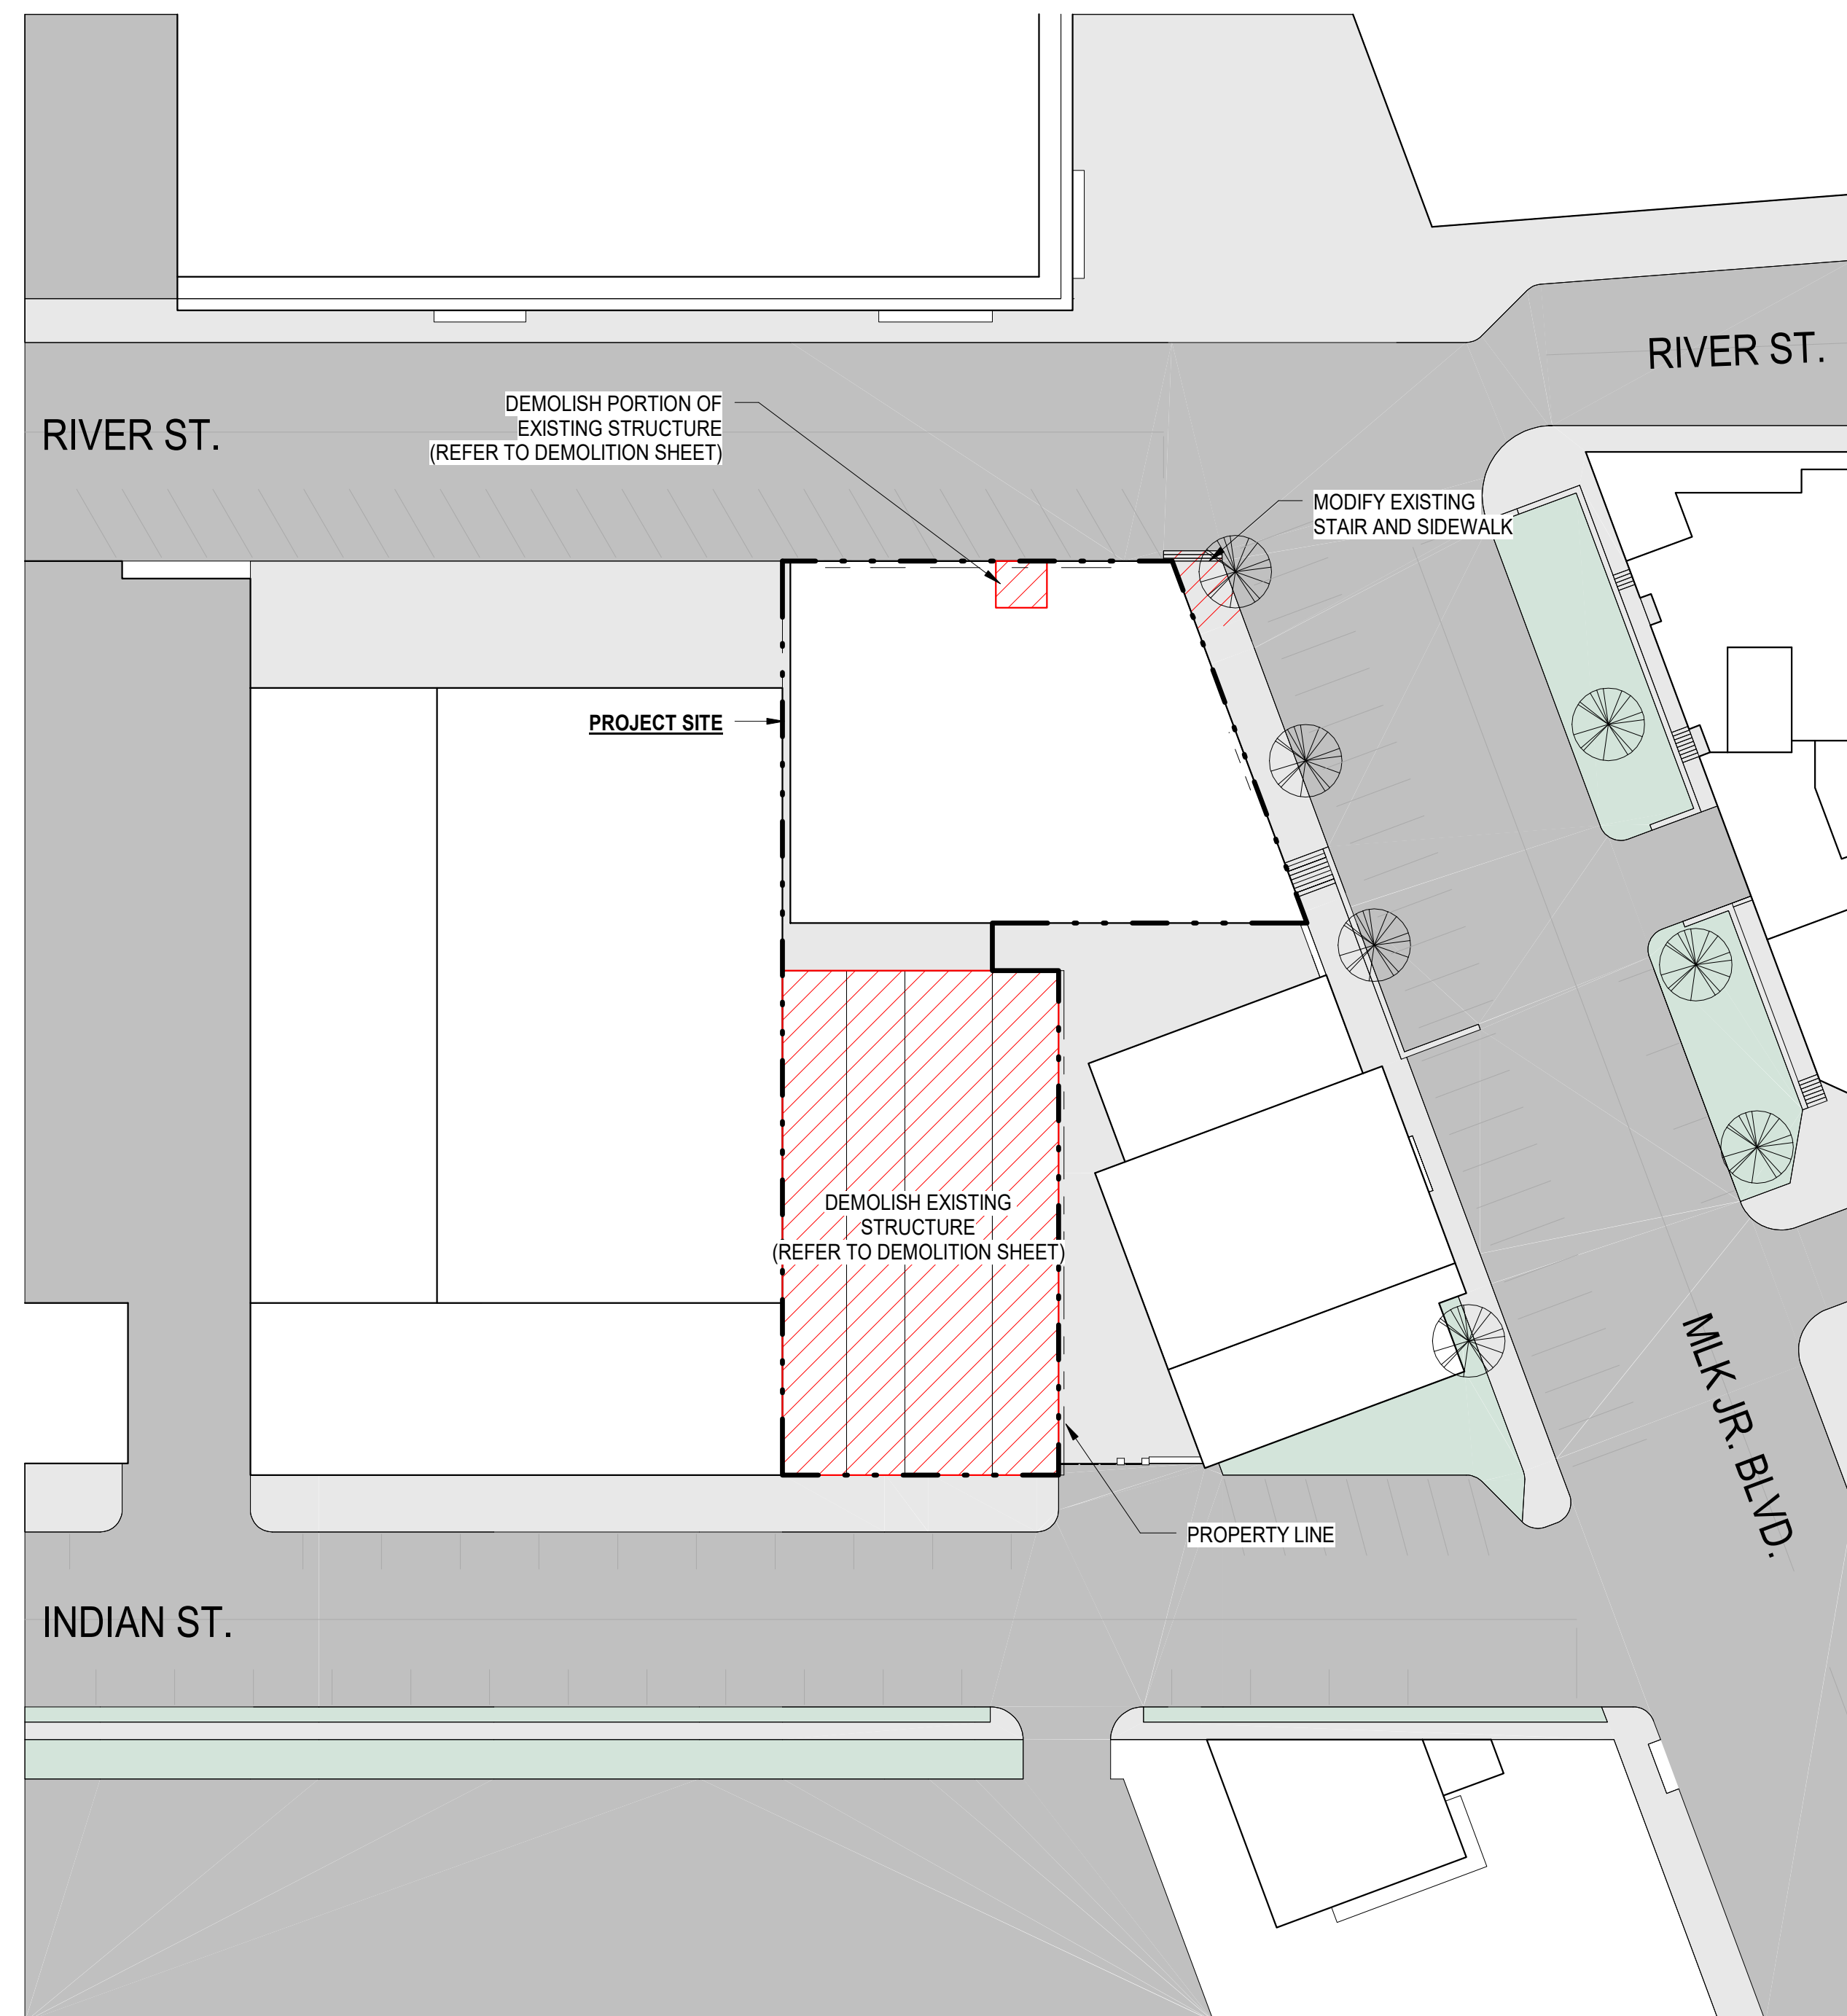 RIVER ST.
DEMOLISH PORTION OF
EXISTING STRUCTURE
(REFER TO DEMOLITION SHEET)
RIVER ST.
MODIFY EXISTING
STAIR AND SIDEWALK
PROJECT SITE
DEMOLISH EXISTING
STRUCTURE
(REFER TO DEMOLITION SHEET)
MLK JR. BLVD.
PROPERTY LINE
INDIAN ST.